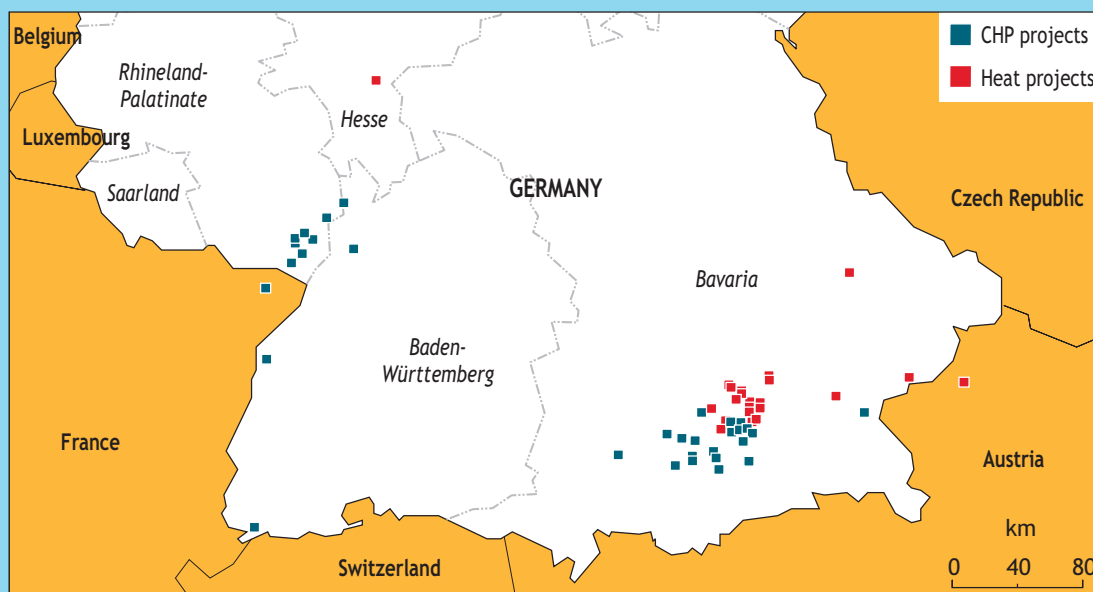 Belgium
CHP projects
Rhineland-
Palatinate
Heat projects
Hesse
Luxembourg
Saarland
GERMANY
Czech Republic
Bavaria
Baden-
Württemberg
France
Austria
km
Switzerland
0 40 80